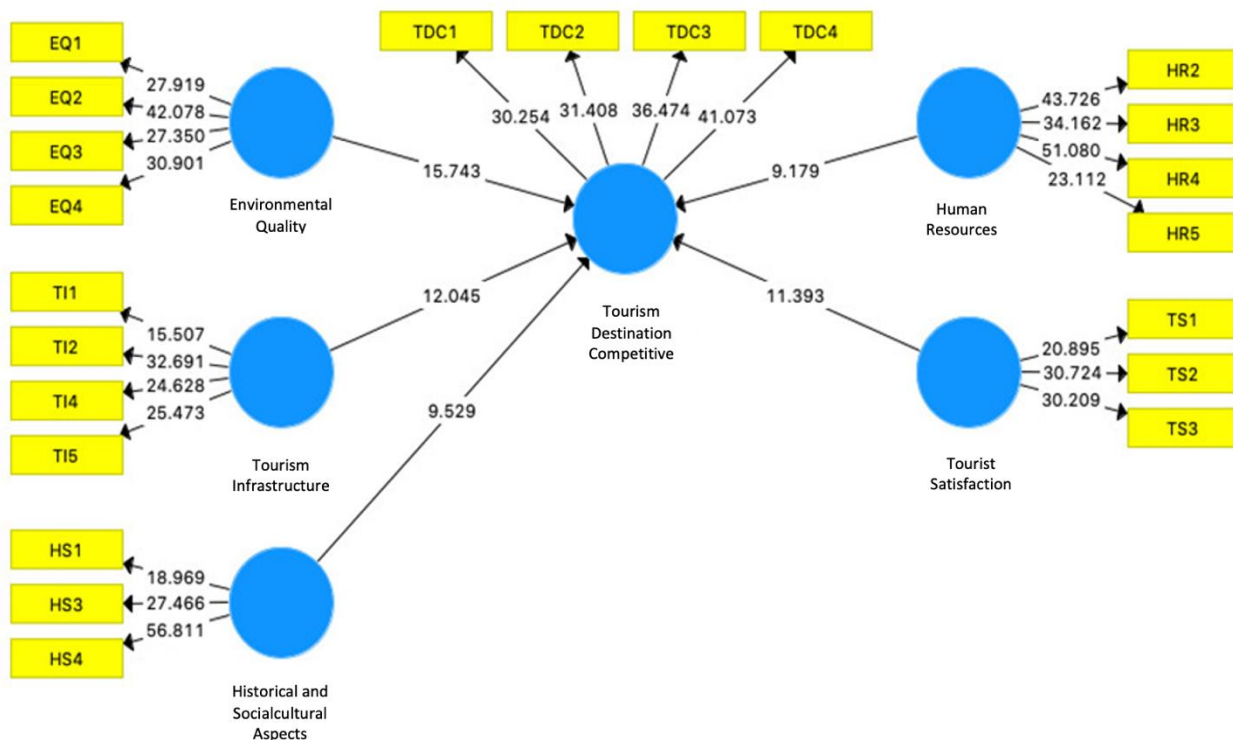 TDC1
TDC2
TDC3
TDC4
EQ1
EQ2
EQ3
EQ4
27.919
42.078
27.350
30.901
Environmental
Quality
30.254
31.408
36.474
41.073
15.743
9.179
HR2
HR3
HR4
HR5
43.726
34.162
51.080
23.112
Human
Resources
TI1
TI2
TI4
TI5
15.507
32.691
24.628
25.473
Tourism
Infrastructure
12.045
Tourism
Destination
Competitive
11.393
9.529
TS1
TS2
TS3
20.895
30.724
30.209
Tourist
Satisfaction
HS1
HS3
HS4
18.969
27.466
56.811
Historical and
Socialcultural
Aspects